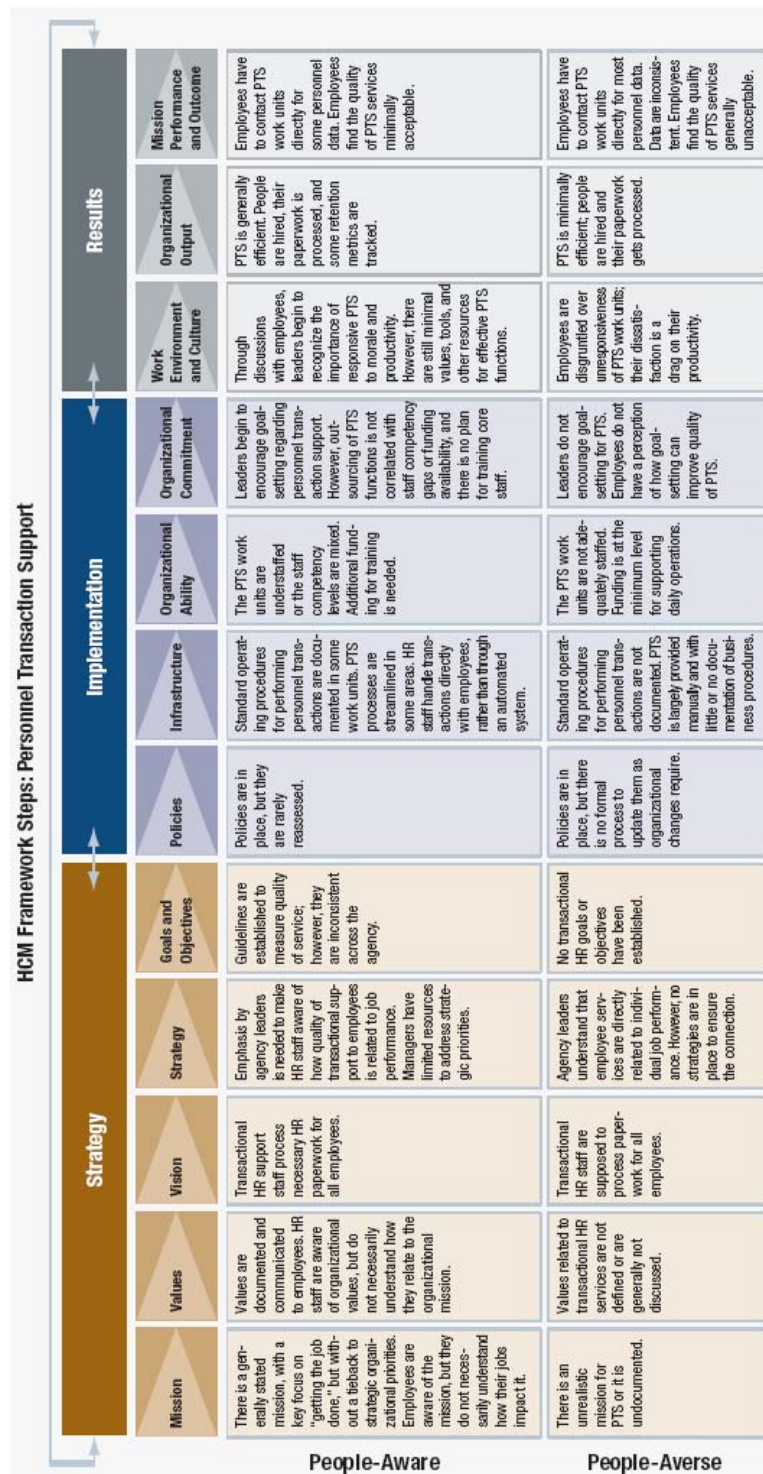 HCM Framework Steps: Personnel Transaction Support
Strategy
Implementation
Results
Mission
Values
Vision
Strategy
Goals and
Objectives
Policies
Infrastructure
Organizational
Ability
Organizational
Commitment
Work
Environment
and Culture
Organizational
Output
Mission
Performance
and Outcome
People-Aware
There is a gen-
erally stated
mission, with a
key focus on
"getting the job
done," but with-
out a tieback to
strategic organi-
zational priorities.
Employees are
aware of the
mission, but they
do not neces-
sarily understand
how their jobs
impact it.
Values are
documented and
communicated
to employees. HR
staff are aware
of organizational
values, but do
not necessarily
understand how
they relate to the
organizational
mission.
Transactional
HR support
staff process
necessary HR
paperwork for
all employees.
Emphasis by
agency leaders
is needed to make
HR staff aware of
how quality of
transactional sup-
port to employees
is related to job
performance.
Managers have
limited resources
to address strate-
gic priorities.
Guidelines are
established to
measure quality
of service;
however, they
are inconsistent
across the
agency.
Policies are in
place, but they
are rarely
reassessed.
Standard operat-
ing procedures
for performing
personnel trans-
actions are docu-
mented in some
work units. PTS
processes are
streamlined in
some areas. HR
staff handle trans-
actions directly
with employees,
rather than through
an automated
system.
The PTS work
units are
understaffed
or the staff
competency
levels are mixed.
Additional fund-
ing for training
is needed.
Leaders begin to
encourage goal-
setting regarding
personnel trans-
action support.
However, out-
sourcing of PTS
functions is not
correlated with
staff competency
gaps or funding
availability, and
there is no plan
for training core
staff.
Through
discussions
with employees,
leaders begin to
recognize the
importance of
responsive PTS
to morale and
productivity.
However, there
are still minimal
values, tools, and
other resources
for effective PTS
functions.
PTS is generally
efficient. People
are hired, their
paperwork is
processed, and
some retention
metrics are
tracked.
Employees have
to contact PTS
work units
directly for
some personnel
data. Employees
find the quality
of PTS services
minimally
acceptable.
People-Averse
There is an
unrealistic
mission for
PTS or it is
undocumented.
Values related to
transactional HR
services are not
defined or are
generally not
discussed.
Transactional
HR staff are
supposed to
process paper-
work for all
employees.
Agency leaders
understand that
employee serv-
ices are directly
related to indivi-
dual job perform-
ance. However, no
strategies are in
place to ensure
the connection.
No transactional
HR goals or
objectives
have been
established.
Policies are in
place, but there
is no formal
process to
update them as
organizational
changes require.
Standard operat-
ing procedures
for performing
personnel trans-
actions are not
documented. PTS
is largely provided
manually and with
little or no docu-
mentation of busi-
ness procedures.
The PTS work
units are not ade-
quately staffed.
Funding is at the
minimum level
for supporting
daily operations.
Leaders do not
encourage goal-
setting for PTS.
Employees do not
have a perception
of how goal-
setting can
improve quality
of PTS.
Employees are
disgruntled over
unresponsiveness
of PTS work units;
their dissatis-
faction is a
drag on their
productivity.
PTS is minimally
efficient; people
are hired and
their paperwork
gets processed.
Employees have
to contact PTS
work units
directly for most
personnel data.
Data are inconsis-
tent. Employees
find the quality
of PTS services
generally
unacceptable.